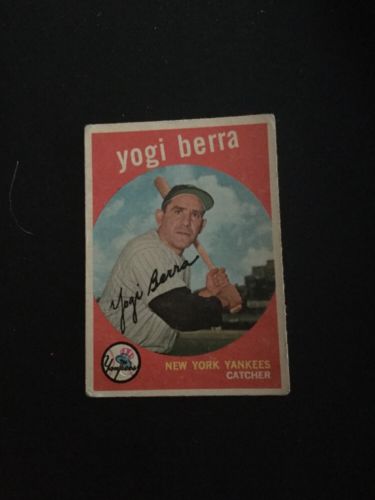 yogi berra
Yogi Berra
NEW YORK YANKEES
CATCHER
Yankees